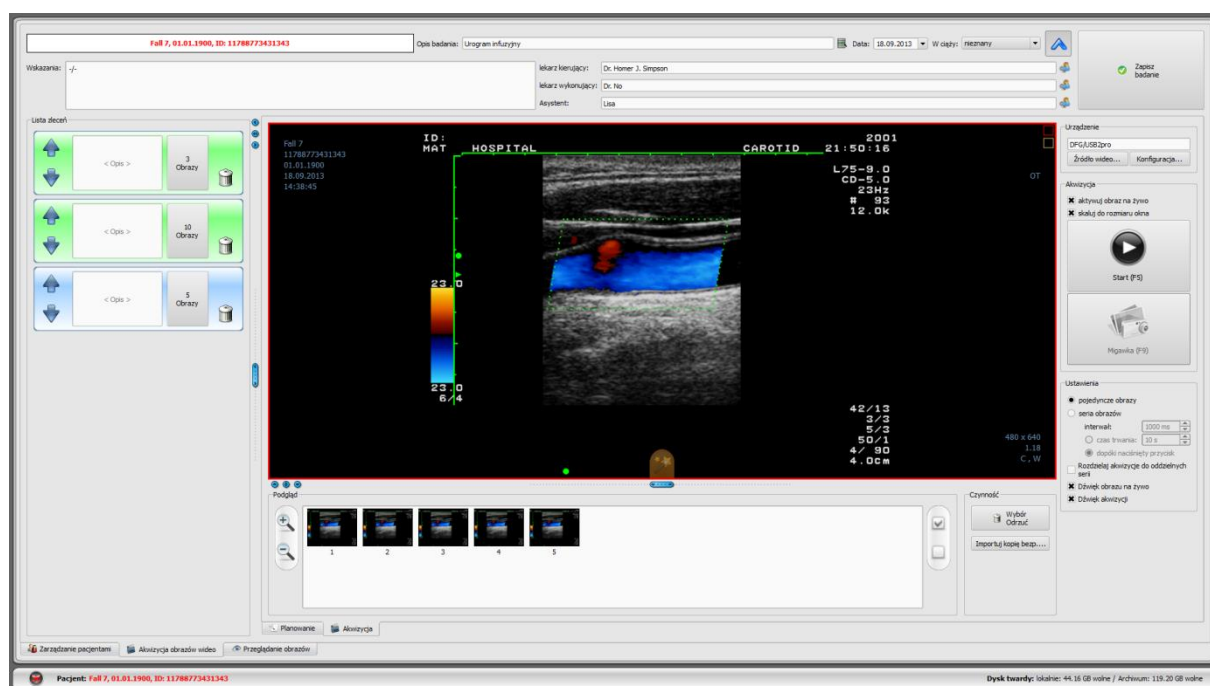 Fall 7, 01.01.1900, ID: 11788773431343
Opis badania: Urogram infuzyjny
Data: 18.09.2013 W ciąży: nieznany
Wskazania: -/-
lekarz kierujący: Dr. Homer J. Simpson
lekarz wykonujący: Dr. No
Asystent: Lisa
Zapisz
badanie
Lista zleceń
< Opis >
3
Obrazy
< Opis >
10
Obrazy
< Opis >
5
Obrazy
Fall 7
11788773431343
01.01.1900
18.09.2013
14:38:45
ID: 2001
MAT HOSPITAL CAROTID 21:50:16
L75-9.0
CD-5.0
23Hz
# 93
12.0k
OT
23.0
23.0
6/4
42/13
3/3
5/3
50/1
4/ 90
4.0cm
480 x 640
1.18
C , W
Urządzenie
DFG/USB2pro
Źródło wideo... Konfiguracja...
Akwizycja
aktywuj obraz na żywo
skaluj do rozmiaru okna
Start (F5)
Migawka (F9)
Ustawienia
pojedyncze obrazy
seria obrazów
interwał: 1000 ms
czas trwania: 10 s
dopóki naciśnięty przycisk
Rozdzielaj akwizycje do oddzielnych
serii
Dźwięk obrazu na żywo
Dźwięk akwizycji
Podgląd
1 2 3 4 5
Czynność
Wybór
Odrzuć
Importuj kopię bezp....
Planowanie Akwizycja
Zarządzanie pacjentami Akwizycja obrazów wideo Przeglądanie obrazów
Pacjent: Fall 7, 01.01.1900, ID: 11788773431343
Dysk twardy: lokalnie: 44.16 GB wolne / Archiwum: 119.20 GB wolne